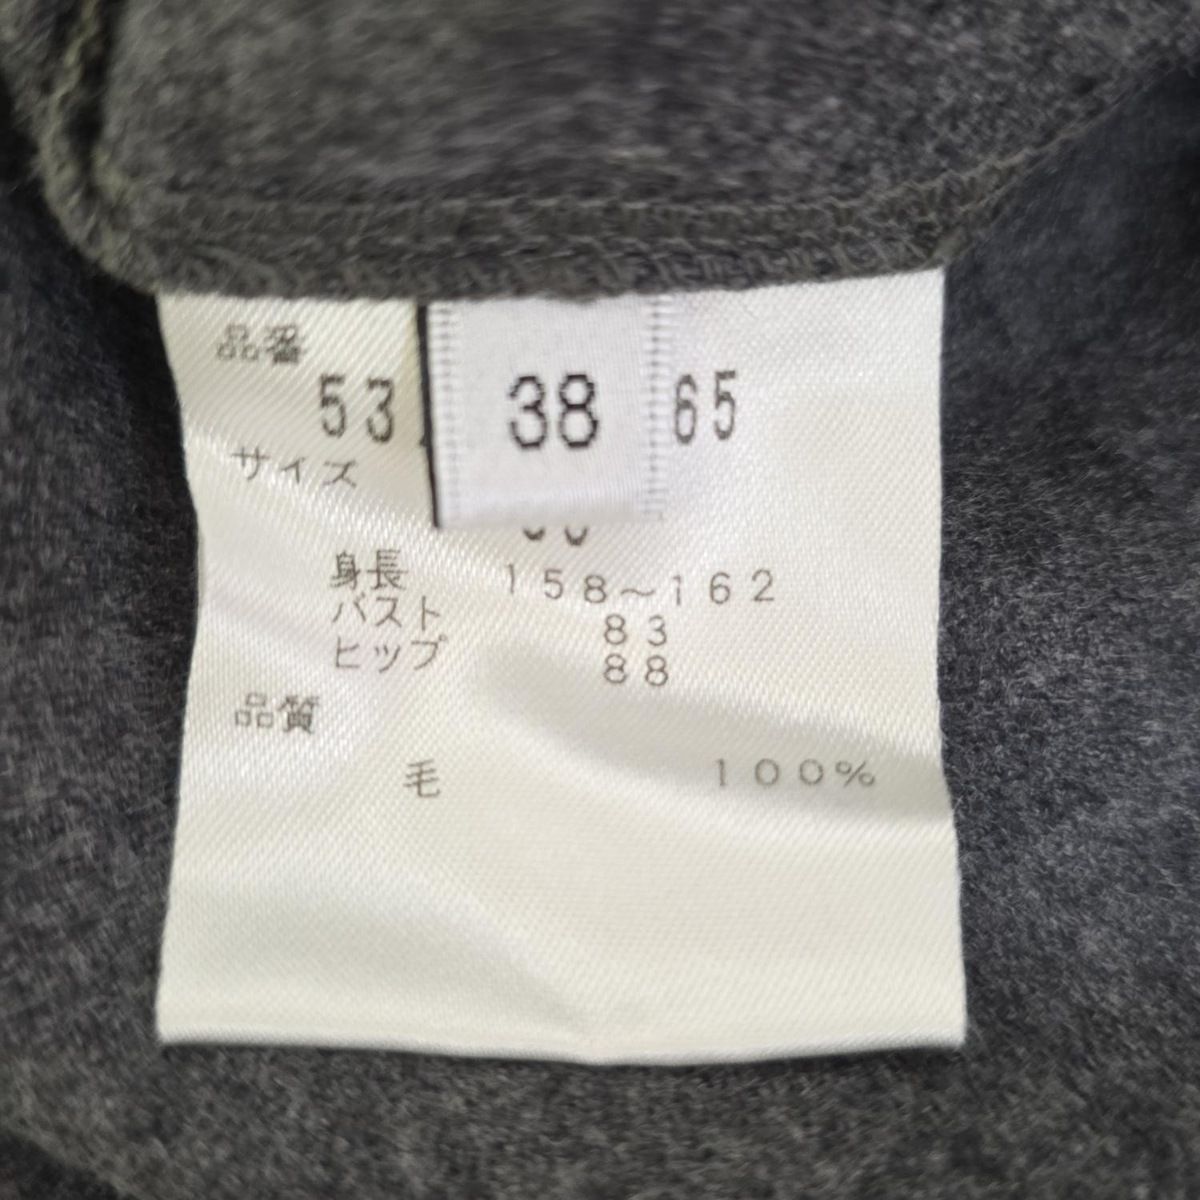 品番
53 38 65
サイズ
身長 158~162
バスト 83
ヒップ 88
品質
毛 100%